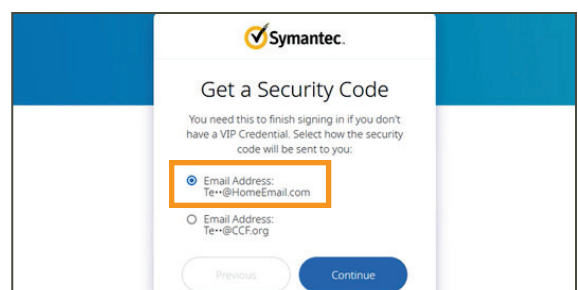 Symantec.
Get a Security Code
You need this to finish signing in if you don't
have a VIP Credential. Select how the security
code will be sent to you:
Email Address:
Te••@HomeEmail.com
Email Address:
Te••@CCF.org
Previous
Continue